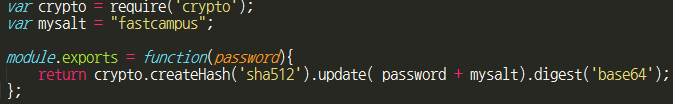 var crypto = require('crypto');
var mysalt = "fastcampus";
module.exports = function(password){
return crypto.createHash('sha512').update( password + mysalt).digest('base64');
};